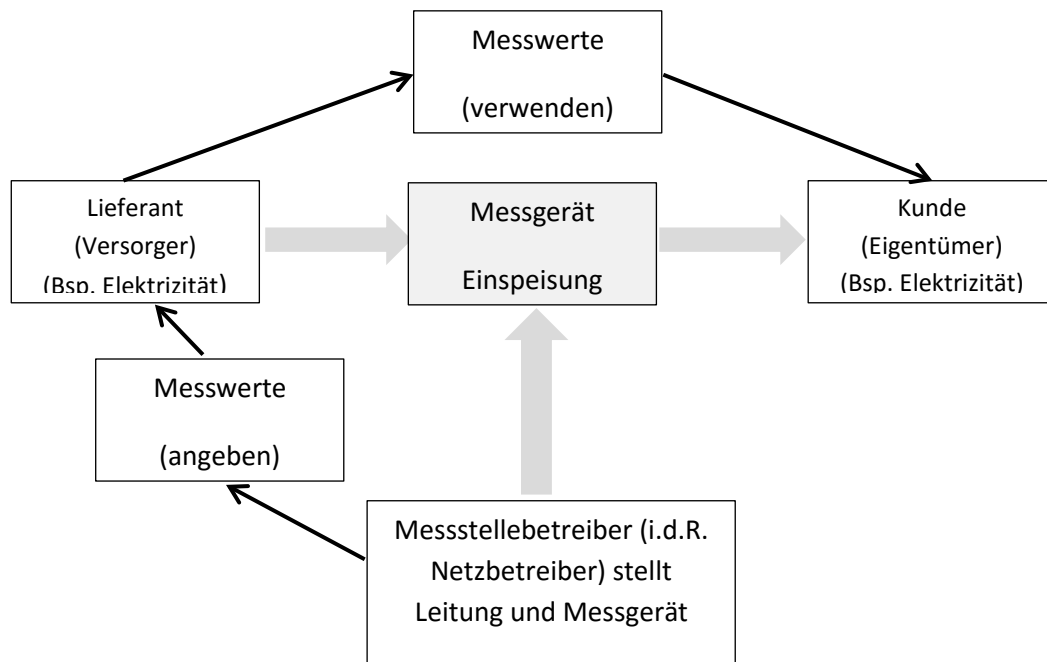 Messwerte
(verwenden)
Lieferant
(Versorger)
(Bsp. Elektrizität)
Messgerät
Einspeisung
Kunde
(Eigentümer)
(Bsp. Elektrizität)
Messwerte
(angeben)
Messstellebetreiber (i.d.R.
Netzbetreiber) stellt
Leitung und Messgerät